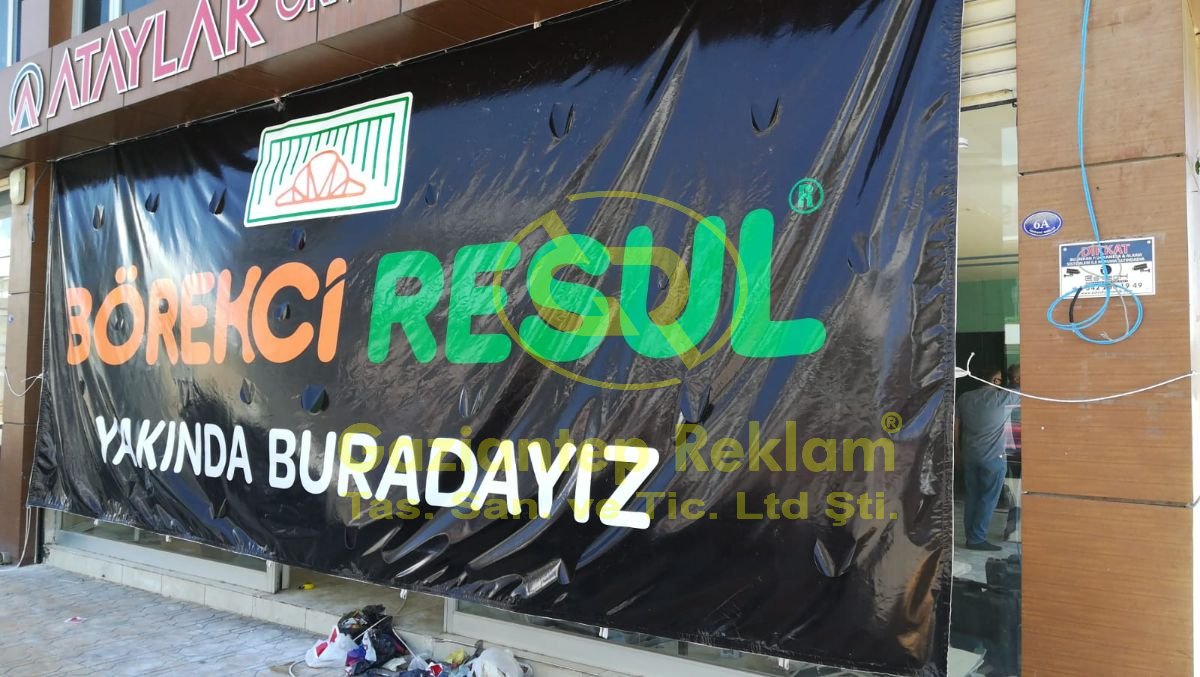 ATAYLAR
BÖREKCİ RESUL®
YAKINDA BURADAYIZ
Gaziantep Reklam®
Tas. San. ve Tic. Ltd Şti.
6A
DİKKAT